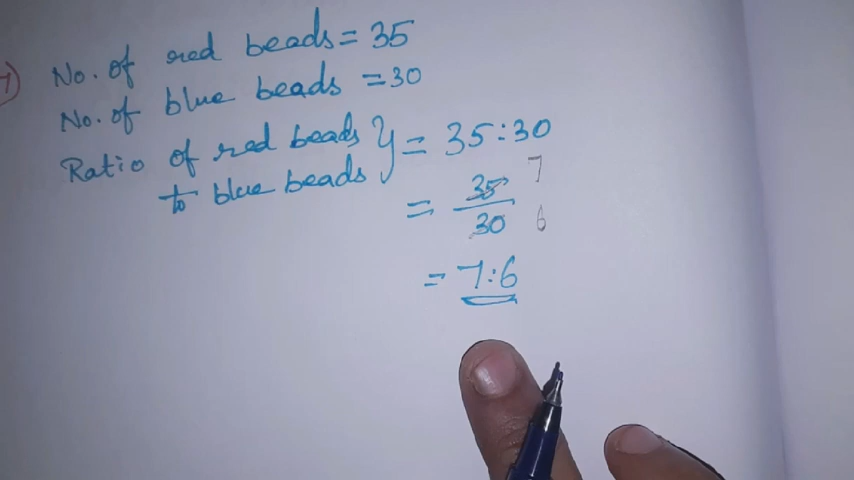 No. of red beads = 35
No. of blue beads = 30
Ratio of red beads } = 35:30
to blue beads
= 35/30 7 6
= 7:6